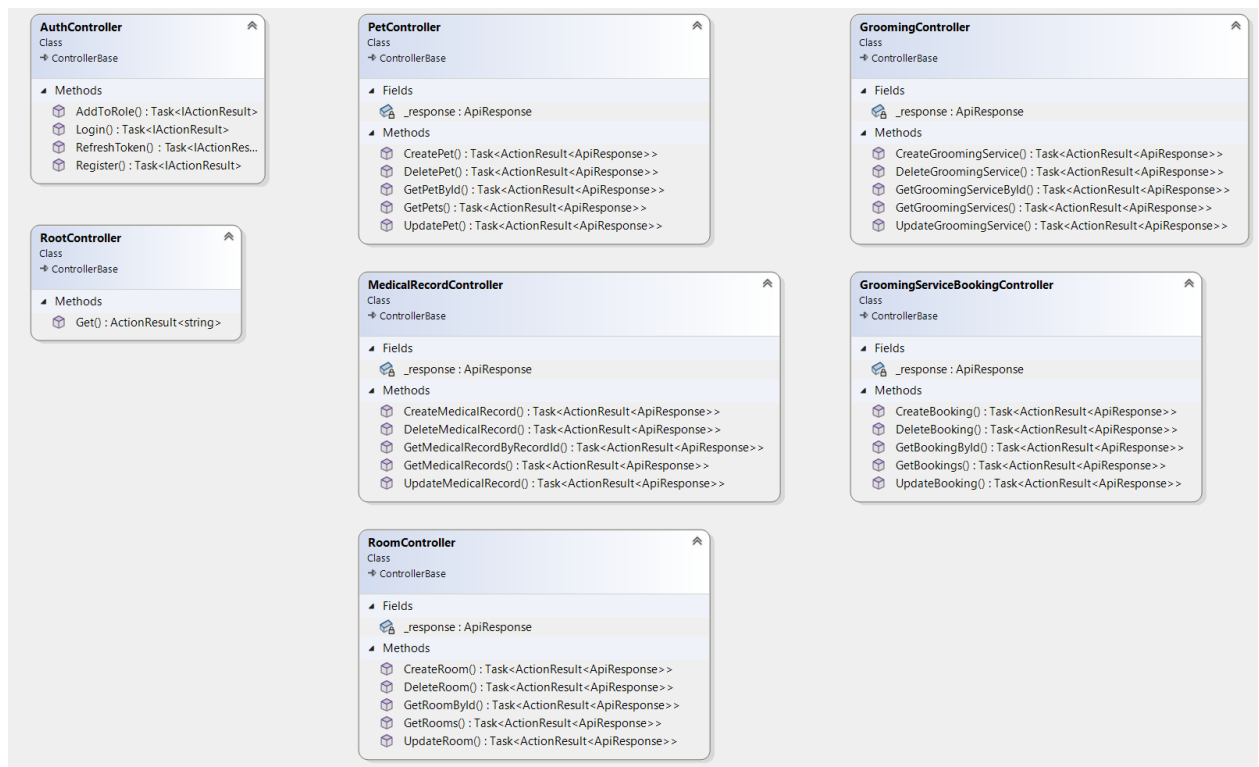 AuthController
Class
ControllerBase
Methods
AddToRole() : Task<IActionResult>
Login() : Task<IActionResult>
RefreshToken() : Task<IActionRes...
Register() : Task<IActionResult>
RootController
Class
ControllerBase
Methods
Get() : ActionResult<string>
PetController
Class
ControllerBase
Fields
_response : ApiResponse
Methods
CreatePet() : Task<ActionResult<ApiResponse>>
DeletePet() : Task<ActionResult<ApiResponse>>
GetPetById() : Task<ActionResult<ApiResponse>>
GetPets() : Task<ActionResult<ApiResponse>>
UpdatePet() : Task<ActionResult<ApiResponse>>
MedicalRecordController
Class
ControllerBase
Fields
_response : ApiResponse
Methods
CreateMedicalRecord() : Task<ActionResult<ApiResponse>>
DeleteMedicalRecord() : Task<ActionResult<ApiResponse>>
GetMedicalRecordByRecordId() : Task<ActionResult<ApiResponse>>
GetMedicalRecords() : Task<ActionResult<ApiResponse>>
UpdateMedicalRecord() : Task<ActionResult<ApiResponse>>
RoomController
Class
ControllerBase
Fields
_response : ApiResponse
Methods
CreateRoom() : Task<ActionResult<ApiResponse>>
DeleteRoom() : Task<ActionResult<ApiResponse>>
GetRoomById() : Task<ActionResult<ApiResponse>>
GetRooms() : Task<ActionResult<ApiResponse>>
UpdateRoom() : Task<ActionResult<ApiResponse>>
GroomingController
Class
ControllerBase
Fields
_response : ApiResponse
Methods
CreateGroomingService() : Task<ActionResult<ApiResponse>>
DeleteGroomingService() : Task<ActionResult<ApiResponse>>
GetGroomingServiceById() : Task<ActionResult<ApiResponse>>
GetGroomingServices() : Task<ActionResult<ApiResponse>>
UpdateGroomingService() : Task<ActionResult<ApiResponse>>
GroomingServiceBookingController
Class
ControllerBase
Fields
_response : ApiResponse
Methods
CreateBooking() : Task<ActionResult<ApiResponse>>
DeleteBooking() : Task<ActionResult<ApiResponse>>
GetBookingById() : Task<ActionResult<ApiResponse>>
GetBookings() : Task<ActionResult<ApiResponse>>
UpdateBooking() : Task<ActionResult<ApiResponse>>